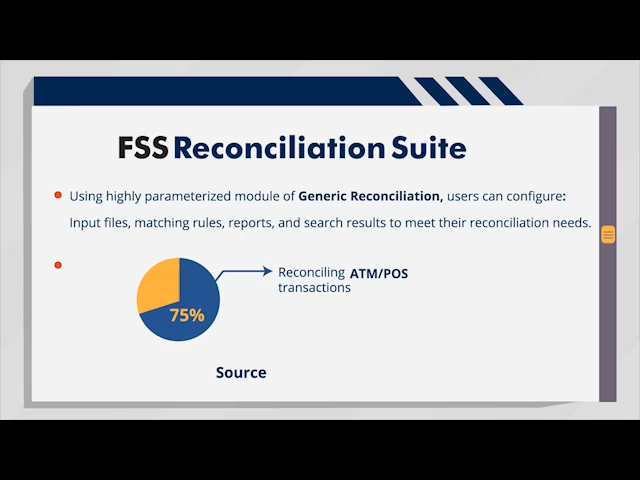 FSS Reconciliation Suite
Using highly parameterized module of Generic Reconciliation, users can configure:
Input files, matching rules, reports, and search results to meet their reconciliation needs.
Reconciling ATM/POS
transactions
75%
Source